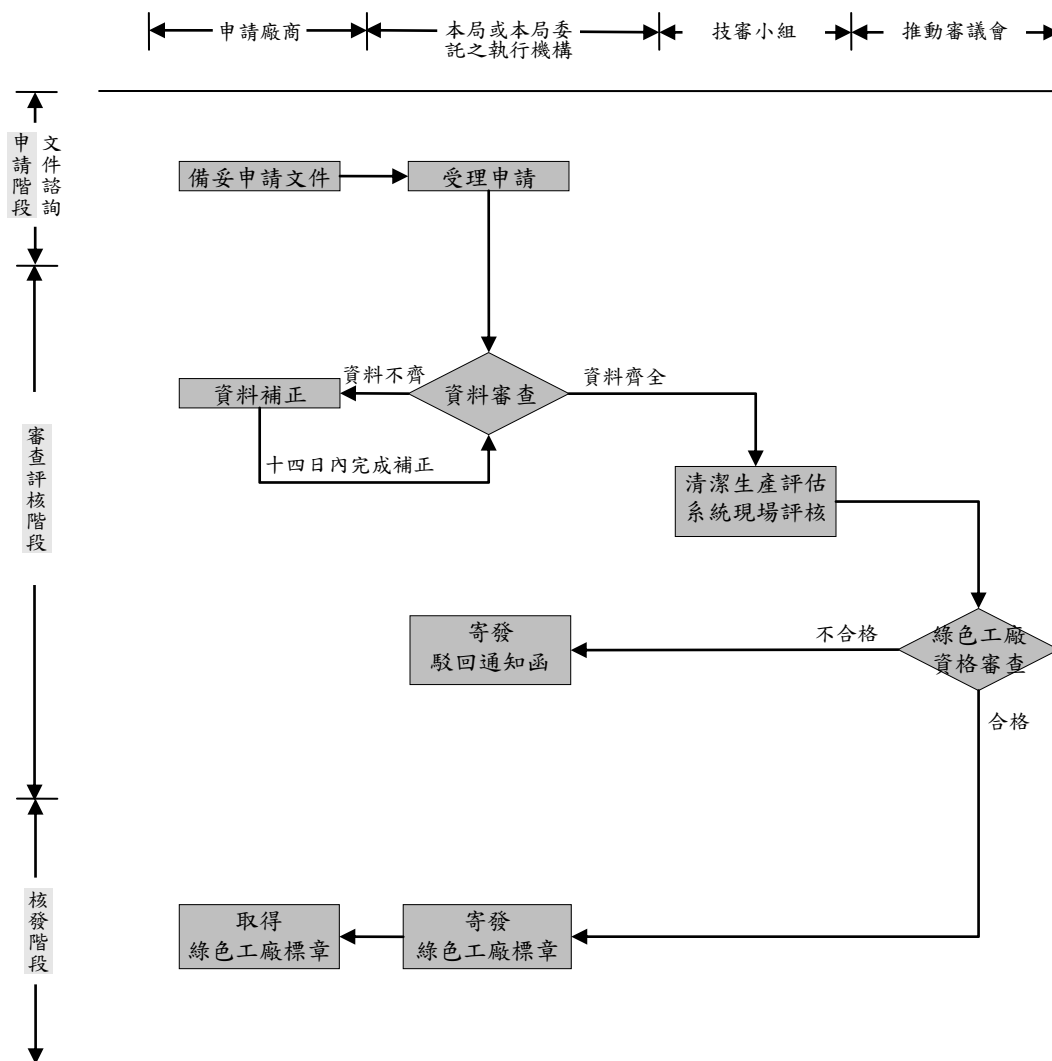 申請廠商
本局或本局委
託之執行機構
技審小組
推動審議會
申請階段
文件諮詢
備妥申請文件
受理申請
資料不齊
資料補正
資料審查
資料齊全
十四日內完成補正
審查評核階段
清潔生產評估
系統現場評核
寄發
駁回通知函
不合格
綠色工廠
資格審查
合格
核發階段
取得
綠色工廠標章
寄發
綠色工廠標章